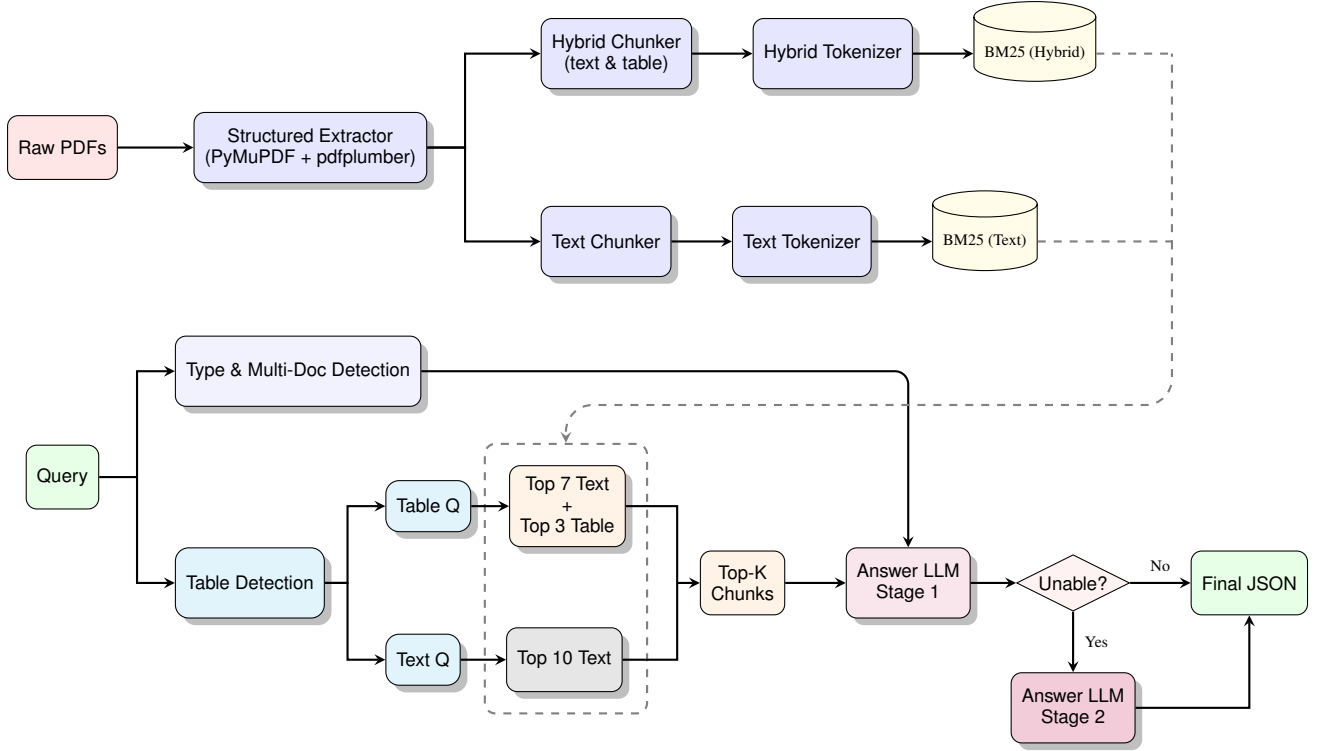 Hybrid Chunker
(text & table)
Hybrid Tokenizer
BM25 (Hybrid)
Raw PDFs
Structured Extractor
(PyMuPDF + pdfplumber)
Text Chunker
Text Tokenizer
BM25 (Text)
Type & Multi-Doc Detection
Query
Table Detection
Table Q
Top 7 Text
+
Top 3 Table
Text Q
Top 10 Text
Top-K
Chunks
Answer LLM
Stage 1
Unable?
No
Final JSON
Yes
Answer LLM
Stage 2